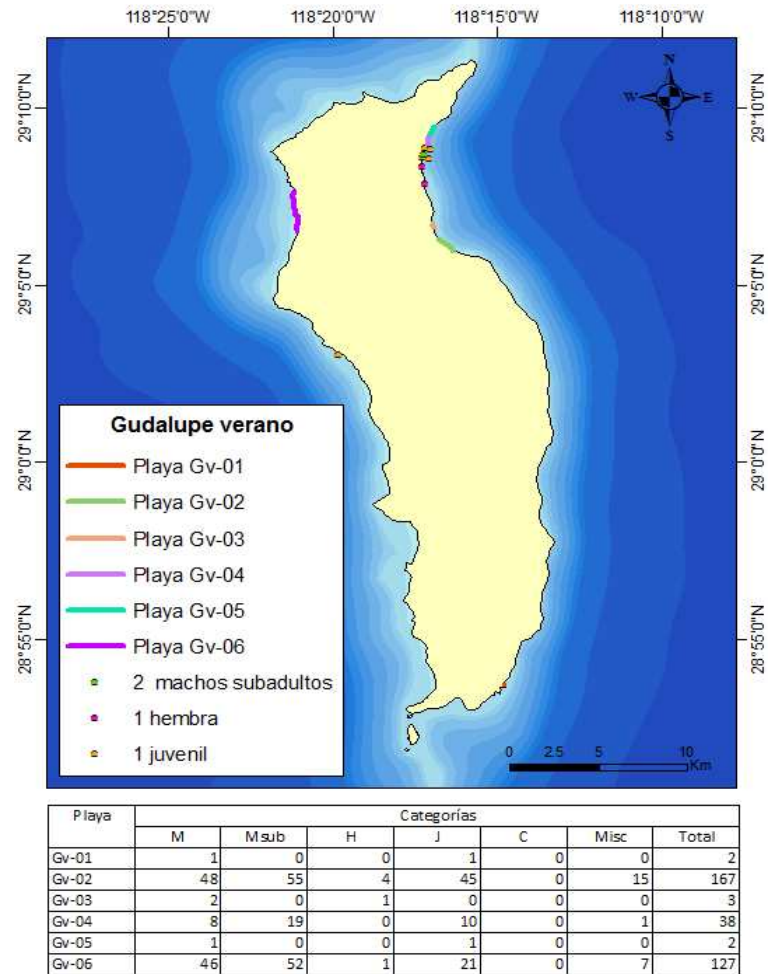 118°25'0"W 118°20'0"W 118°15'0"W 118°10'0"W
29°10'0"N 29°10'0"N
29°5'0"N 29°5'0"N
29°0'0"N 29°0'0"N
28°55'0"N 28°55'0"N
N
W E
S
Gudalupe verano
Playa Gv-01
Playa Gv-02
Playa Gv-03
Playa Gv-04
Playa Gv-05
Playa Gv-06
2 machos subadultos
1 hembra
1 juvenil
0 2.5 5 10
Km
Playa Categorías
M Msub H J C Misc Total
Gv-01 1 0 0 1 0 0 2
Gv-02 48 55 4 45 0 15 167
Gv-03 2 0 1 0 0 0 3
Gv-04 8 19 0 10 0 1 38
Gv-05 1 0 0 1 0 0 2
Gv-06 46 52 1 21 0 7 127